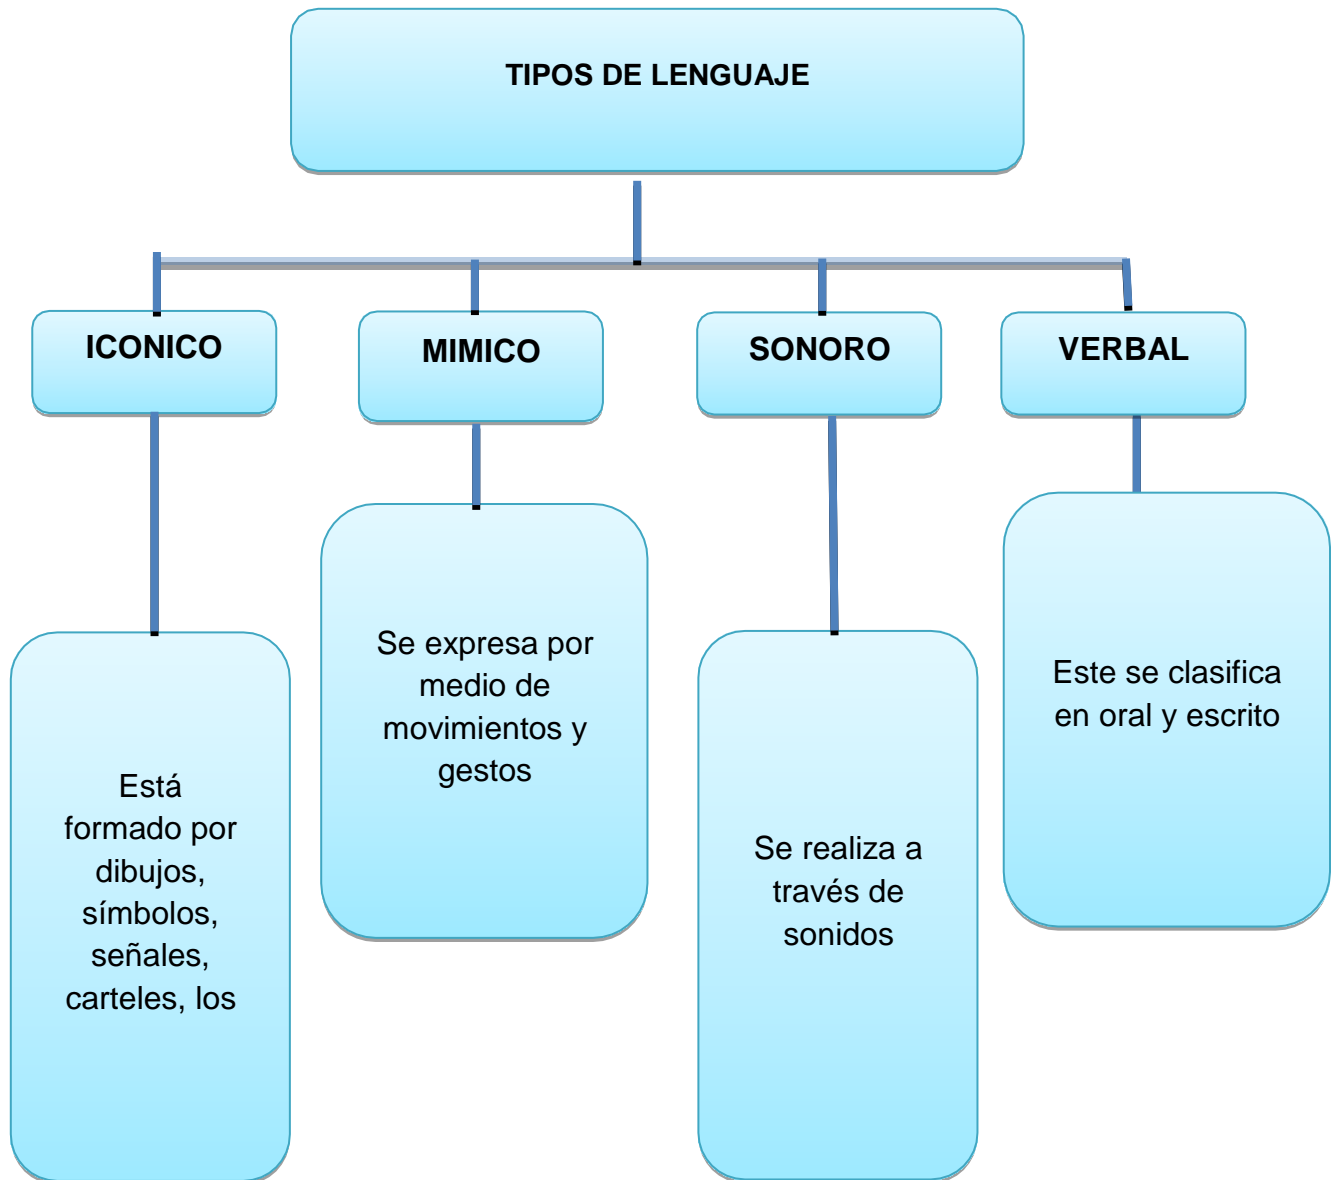 TIPOS DE LENGUAJE
ICONICO
MIMICO
SONORO
VERBAL
Está
formado por
dibujos,
símbolos,
señales,
carteles, los
Se expresa por
medio de
movimientos y
gestos
Se realiza a
través de
sonidos
Este se clasifica
en oral y escrito